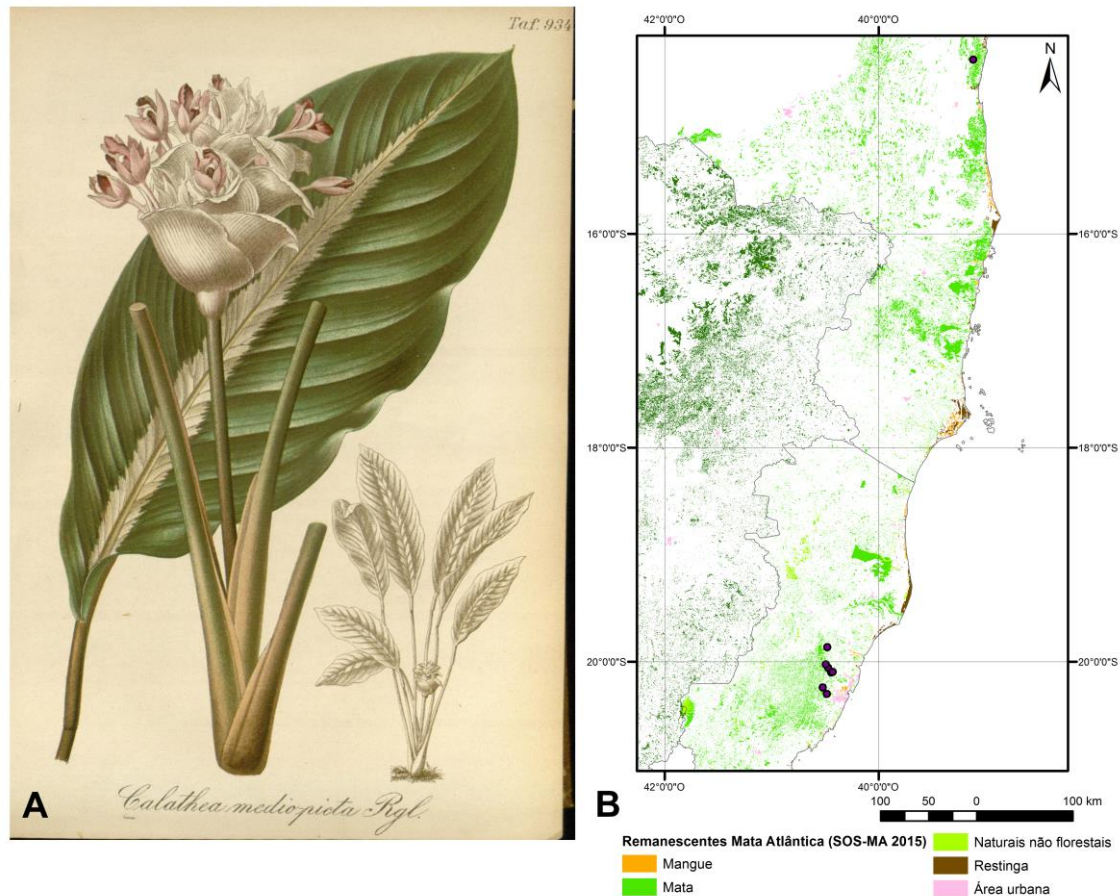 Taf. 934
Calathea mediopicta Rgl.
A
42°0'0"O 40°0'0"O
N
16°0'0"S 16°0'0"S
18°0'0"S 18°0'0"S
20°0'0"S 20°0'0"S
42°0'0"O 40°0'0"O
B
100 50 0 100 km
Remanescentes Mata Atlântica (SOS-MA 2015)
Mangue
Mata
Naturais não florestais
Restinga
Área urbana